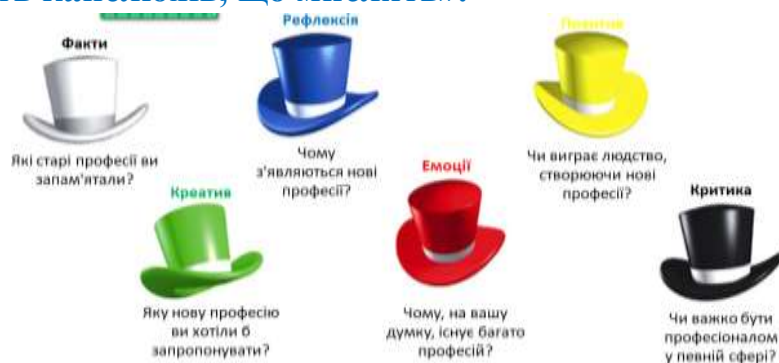 що
Факти
Які старі професії ви
запам'ятали?
Рефлексія
Чому
з'являються нові
професії?
Позитив
Чи виграє людство,
створюючи нові
професії?
Креатив
Яку нову професію
ви хотіли б
запропонувати?
Емоції
Чому, на вашу
думку, існує багато
професій?
Критика
Чи важко бути
професіоналом
у певній сфері?